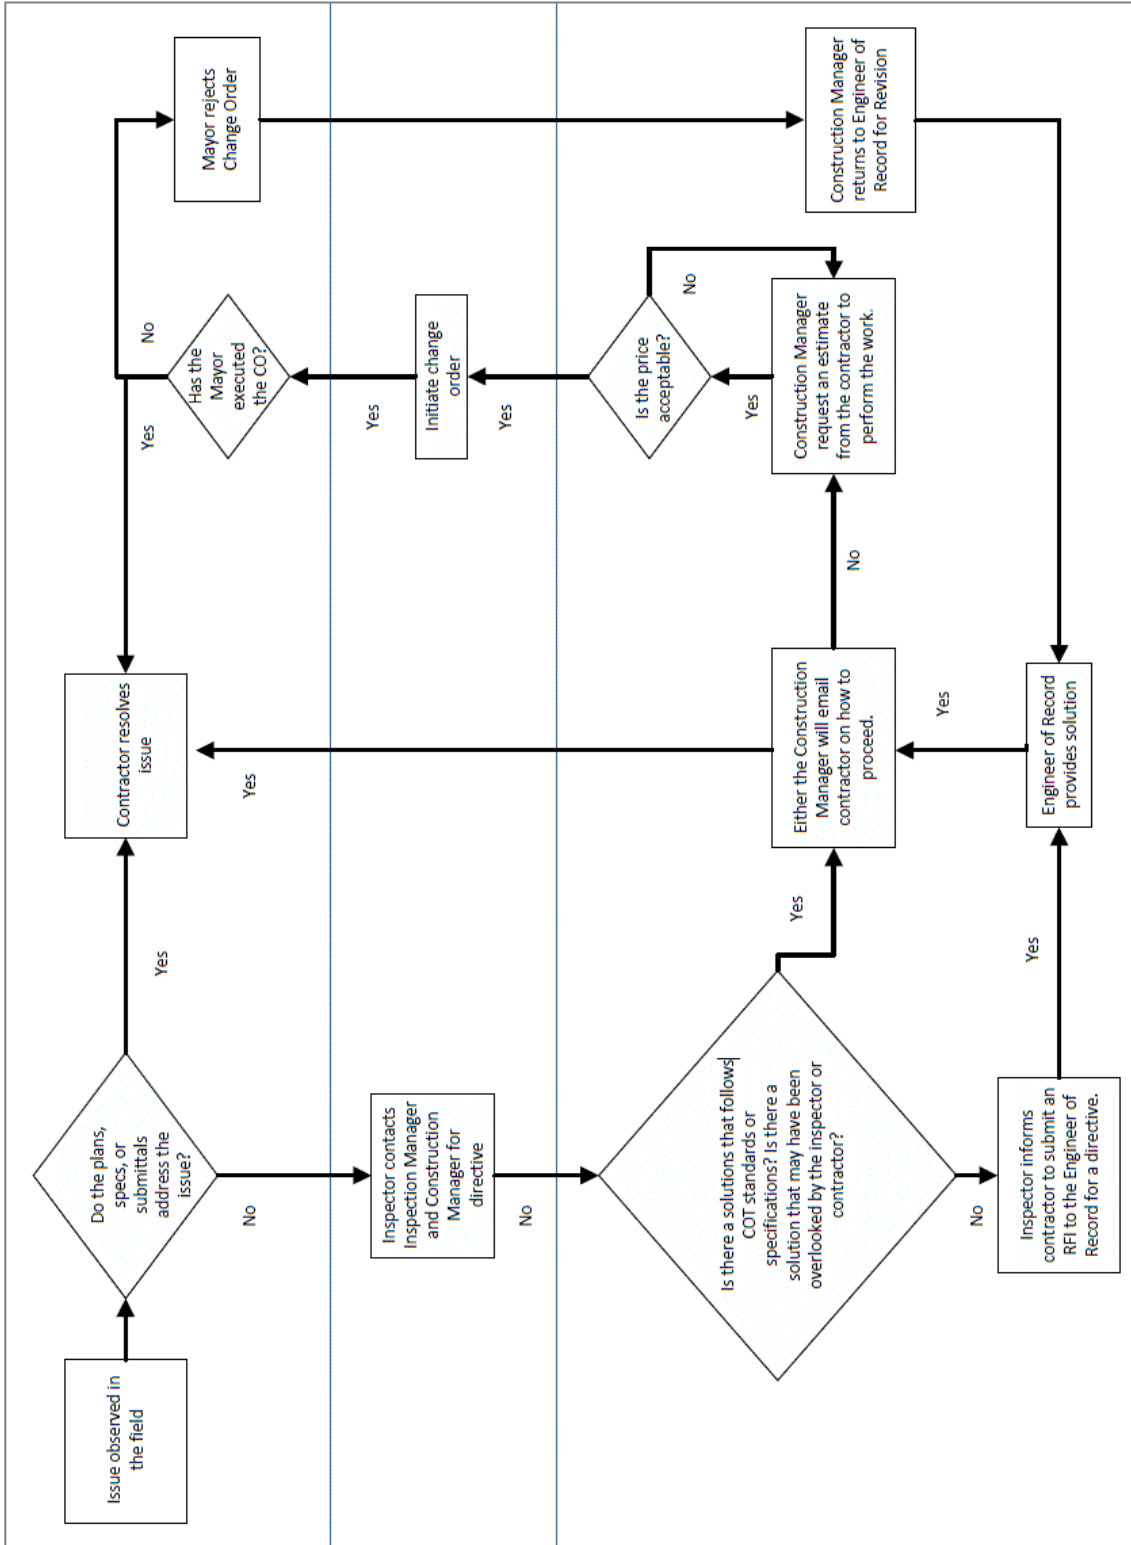 Issue observed in
the field
Do the plans,
specs, or
submittals
address the
issue?
Yes
No
Contractor resolves
issue
Yes
No
Has the
Mayor
executed
the CO?
Mayor rejects
Change Order
Inspector contacts
Inspection Manager
and Construction
Manager for
directive
No
Yes
Yes
Initiate change
order
Yes
Is there a solutions that follows
COT standards or
specifications? Is there a
solution that may have been
overlooked by the inspector or
contractor?
Yes
No
Either the Construction
Manager will email
contractor on how to
proceed.
No
Is the price
acceptable?
No
Yes
Construction Manager
request an estimate
from the contractor to
perform the work.
Construction Manager
returns to Engineer of
Record for Revision
Inspector informs
contractor to submit an
RFI to the Engineer of
Record for a directive.
Yes
Yes
Engineer of Record
provides solution